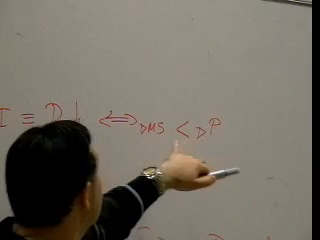 I ≡ D↓ ⇔ DMS < DP